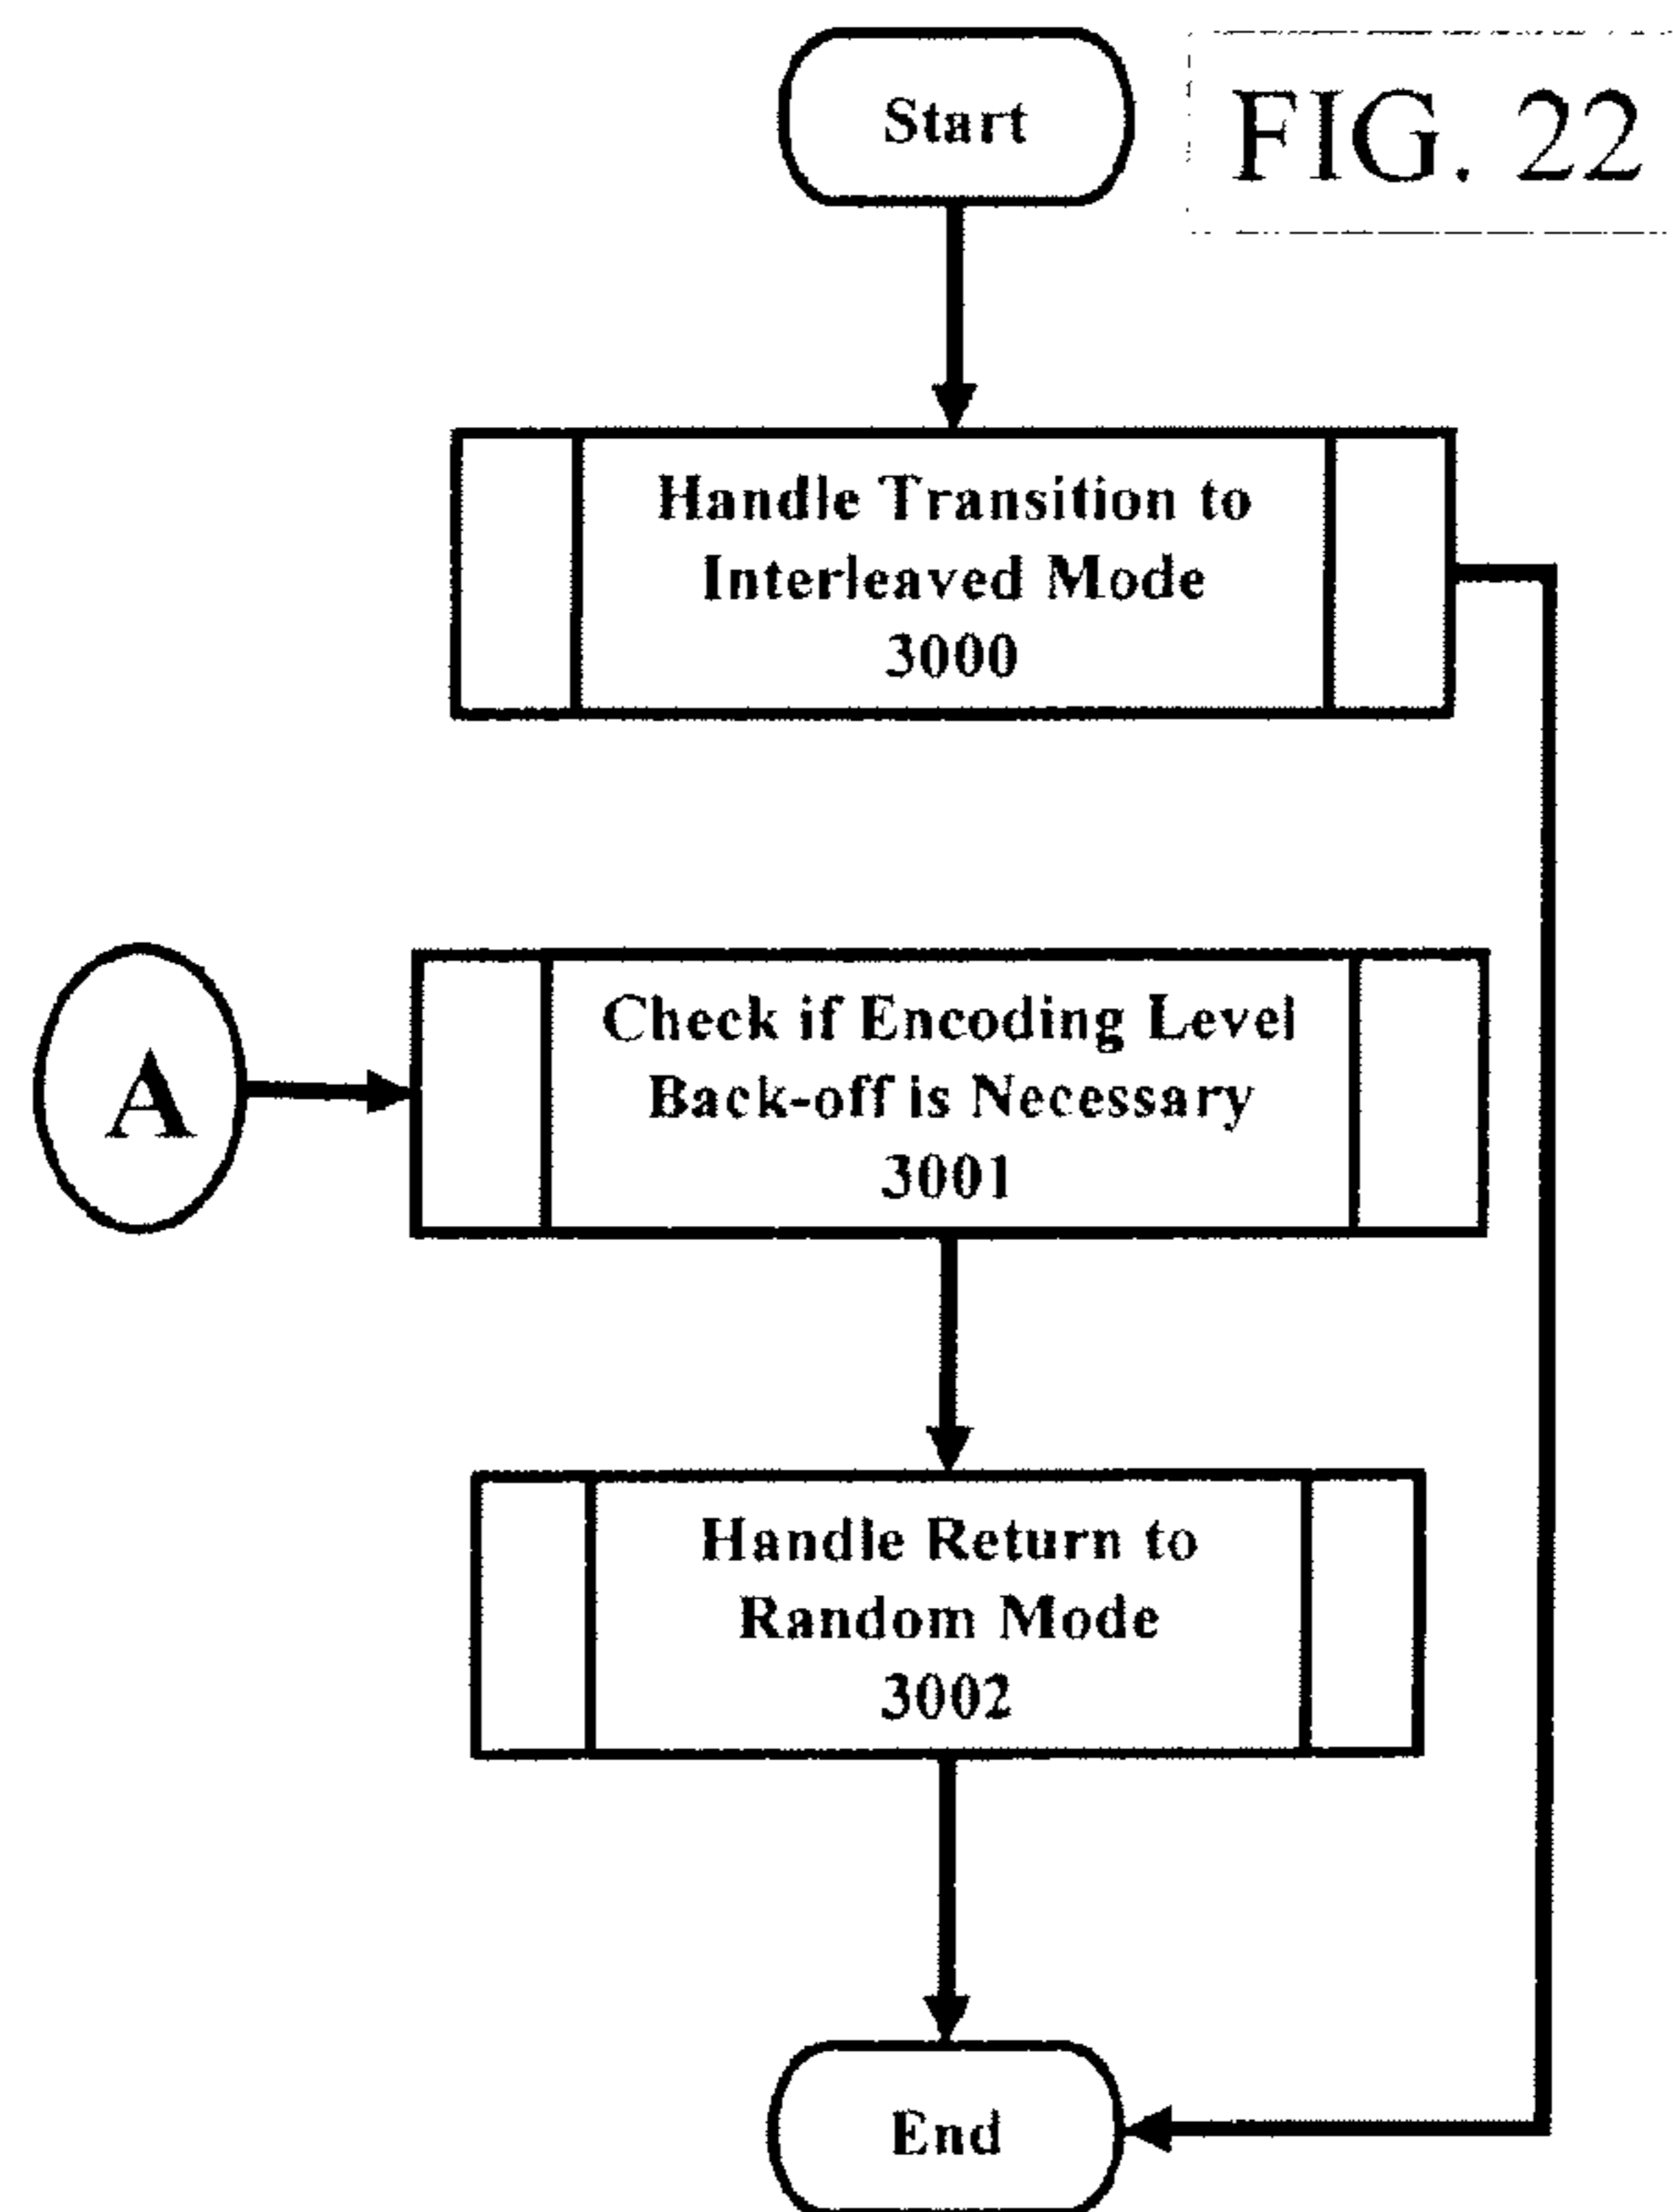 Start
FIG. 22
Handle Transition to
Interleaved Mode
3000
A
Check if Encoding Level
Back-off is Necessary
3001
Handle Return to
Random Mode
3002
End